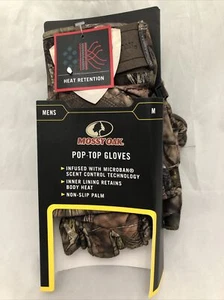 HEAT RETENTION
MENS
M
MOSSY OAK
POP-TOP GLOVES
INFUSED WITH MICROBAN®
SCENT CONTROL TECHNOLOGY
INNER LINING RETAINS
BODY HEAT
NON-SLIP PALM